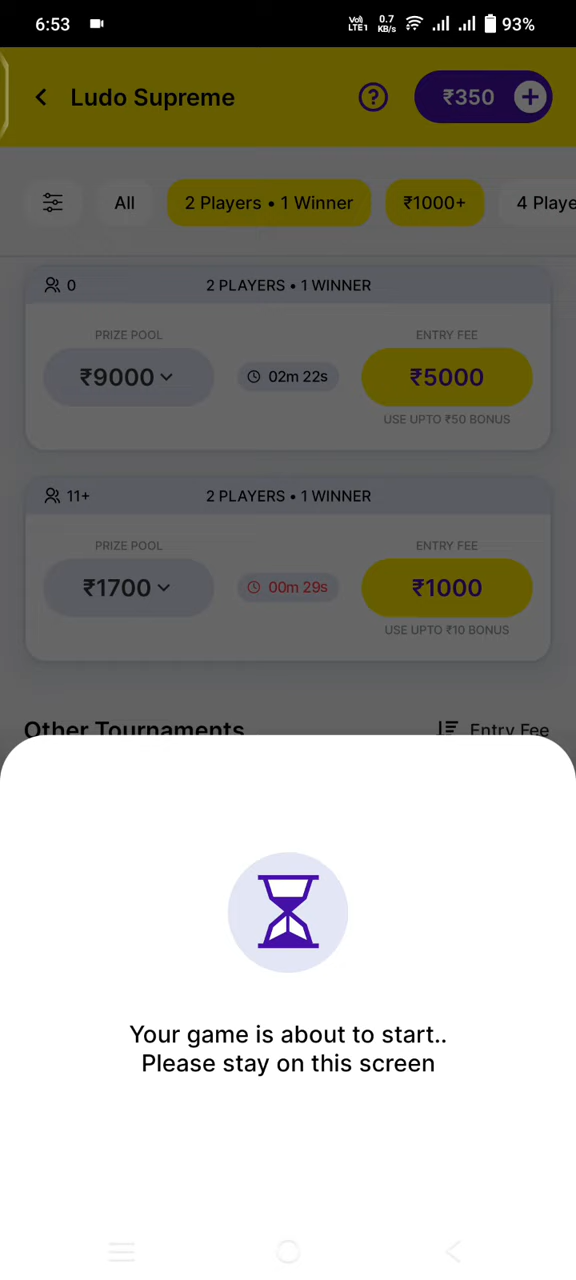 6:53 Vo) LTE1 0.7 KB/s 93%
Ludo Supreme ? ₹350 +
All 2 Players • 1 Winner ₹1000+ 4 Playe
0 2 PLAYERS • 1 WINNER
PRIZE POOL ENTRY FEE
₹9000 02m 22s ₹5000
USE UPTO ₹50 BONUS
11+ 2 PLAYERS • 1 WINNER
PRIZE POOL ENTRY FEE
₹1700 00m 29s ₹1000
USE UPTO ₹10 BONUS
Other Tournaments Entry Fee
Your game is about to start..
Please stay on this screen